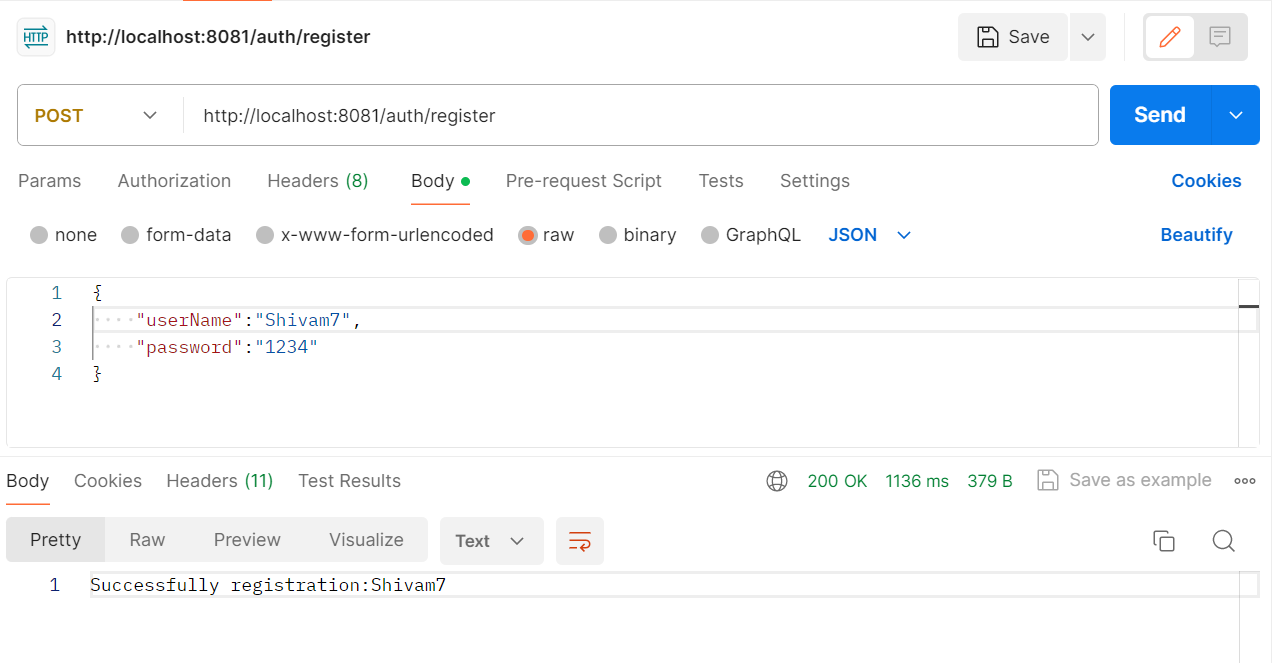 HTTP http://localhost:8081/auth/register Save
POST http://localhost:8081/auth/register Send
Params Authorization Headers (8) Body Pre-request Script Tests Settings Cookies
none form-data x-www-form-urlencoded raw binary GraphQL JSON Beautify
1 {
2 ····"userName":"Shivam7",
3 ····"password":"1234"
4 }
Body Cookies Headers (11) Test Results 200 OK 1136 ms 379 B Save as example
Pretty Raw Preview Visualize Text
1 Successfully registration:Shivam7